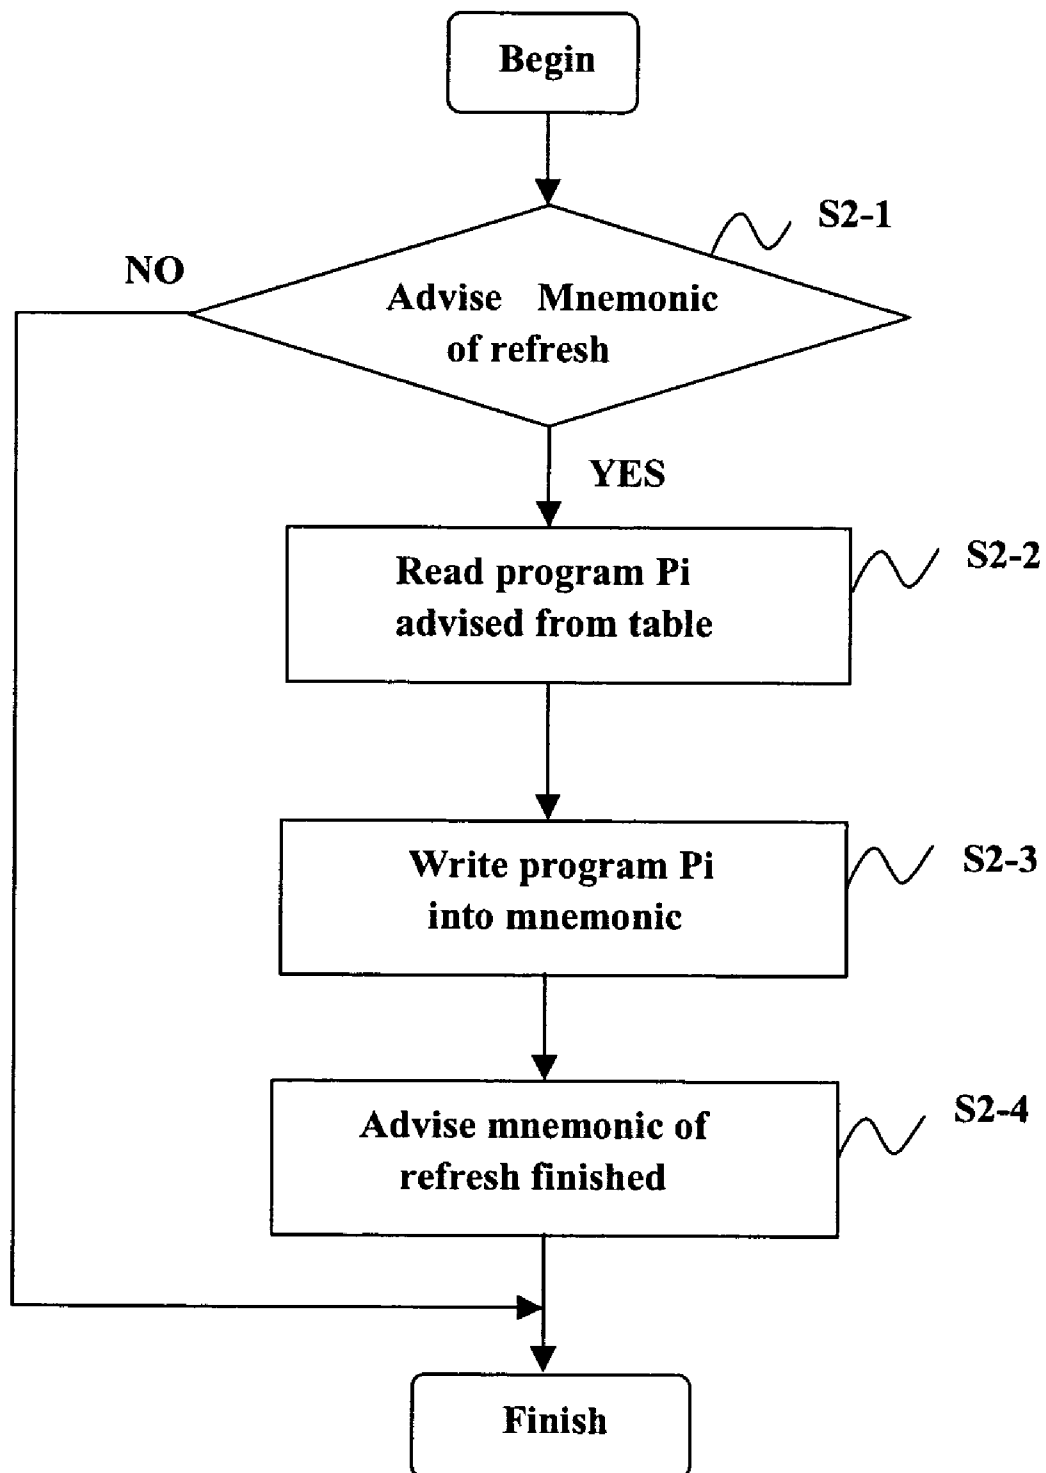 Begin
S2-1
NO
Advise Mnemonic
of refresh
YES
S2-2
Read program Pi
advised from table
S2-3
Write program Pi
into mnemonic
S2-4
Advise mnemonic of
refresh finished
Finish